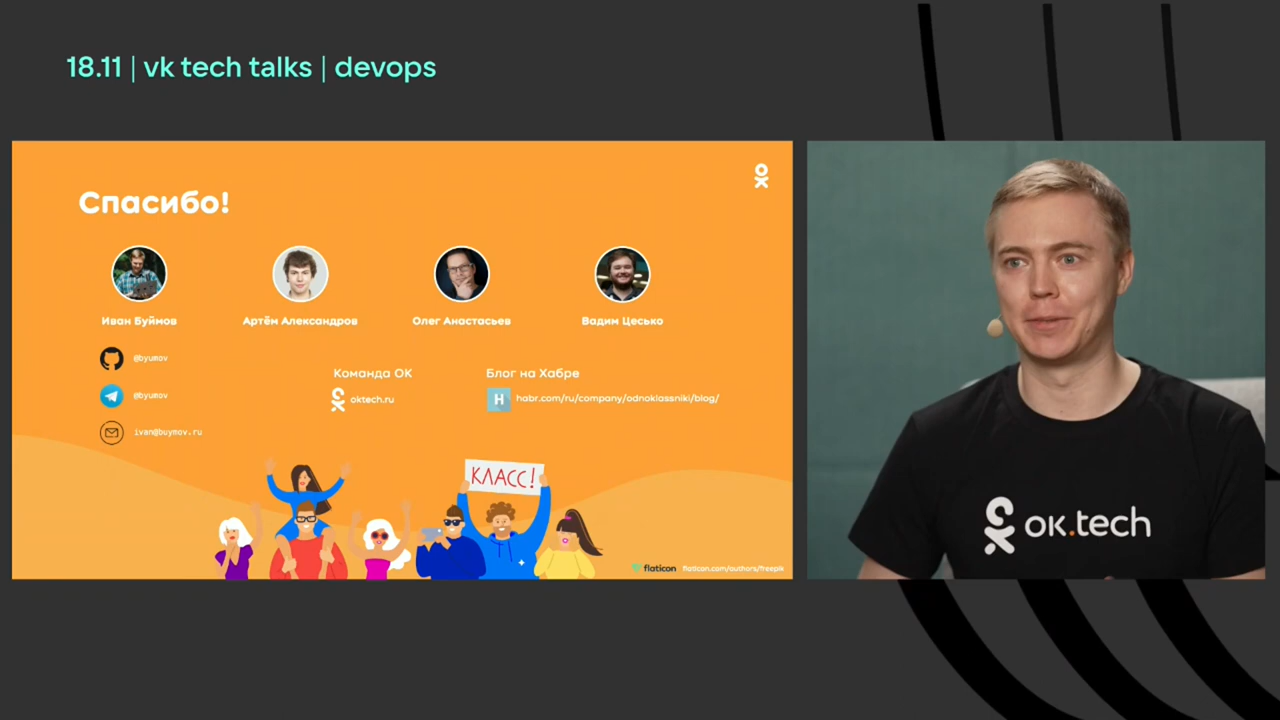 18.11 | vk tech talks | devops
Спасибо!
Иван Буймов
Артём Александров
Олег Анастасьев
Вадим Цесько
@byumov
@byumov
ivan@buymov.ru
Команда ОК
oktech.ru
Блог на Хабре
H
habr.com/ru/company/odnoklassniki/blog/
КЛАСС!
flaticon
flaticon.com/authors/freepik
ок.tech